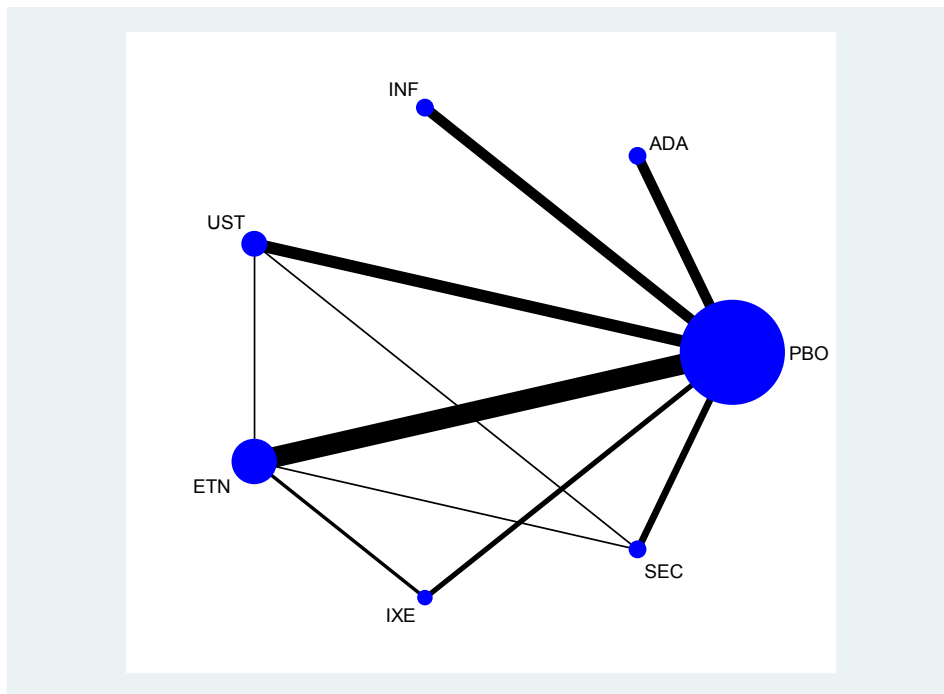 INF
ADA
UST
PBO
ETN
SEC
IXE